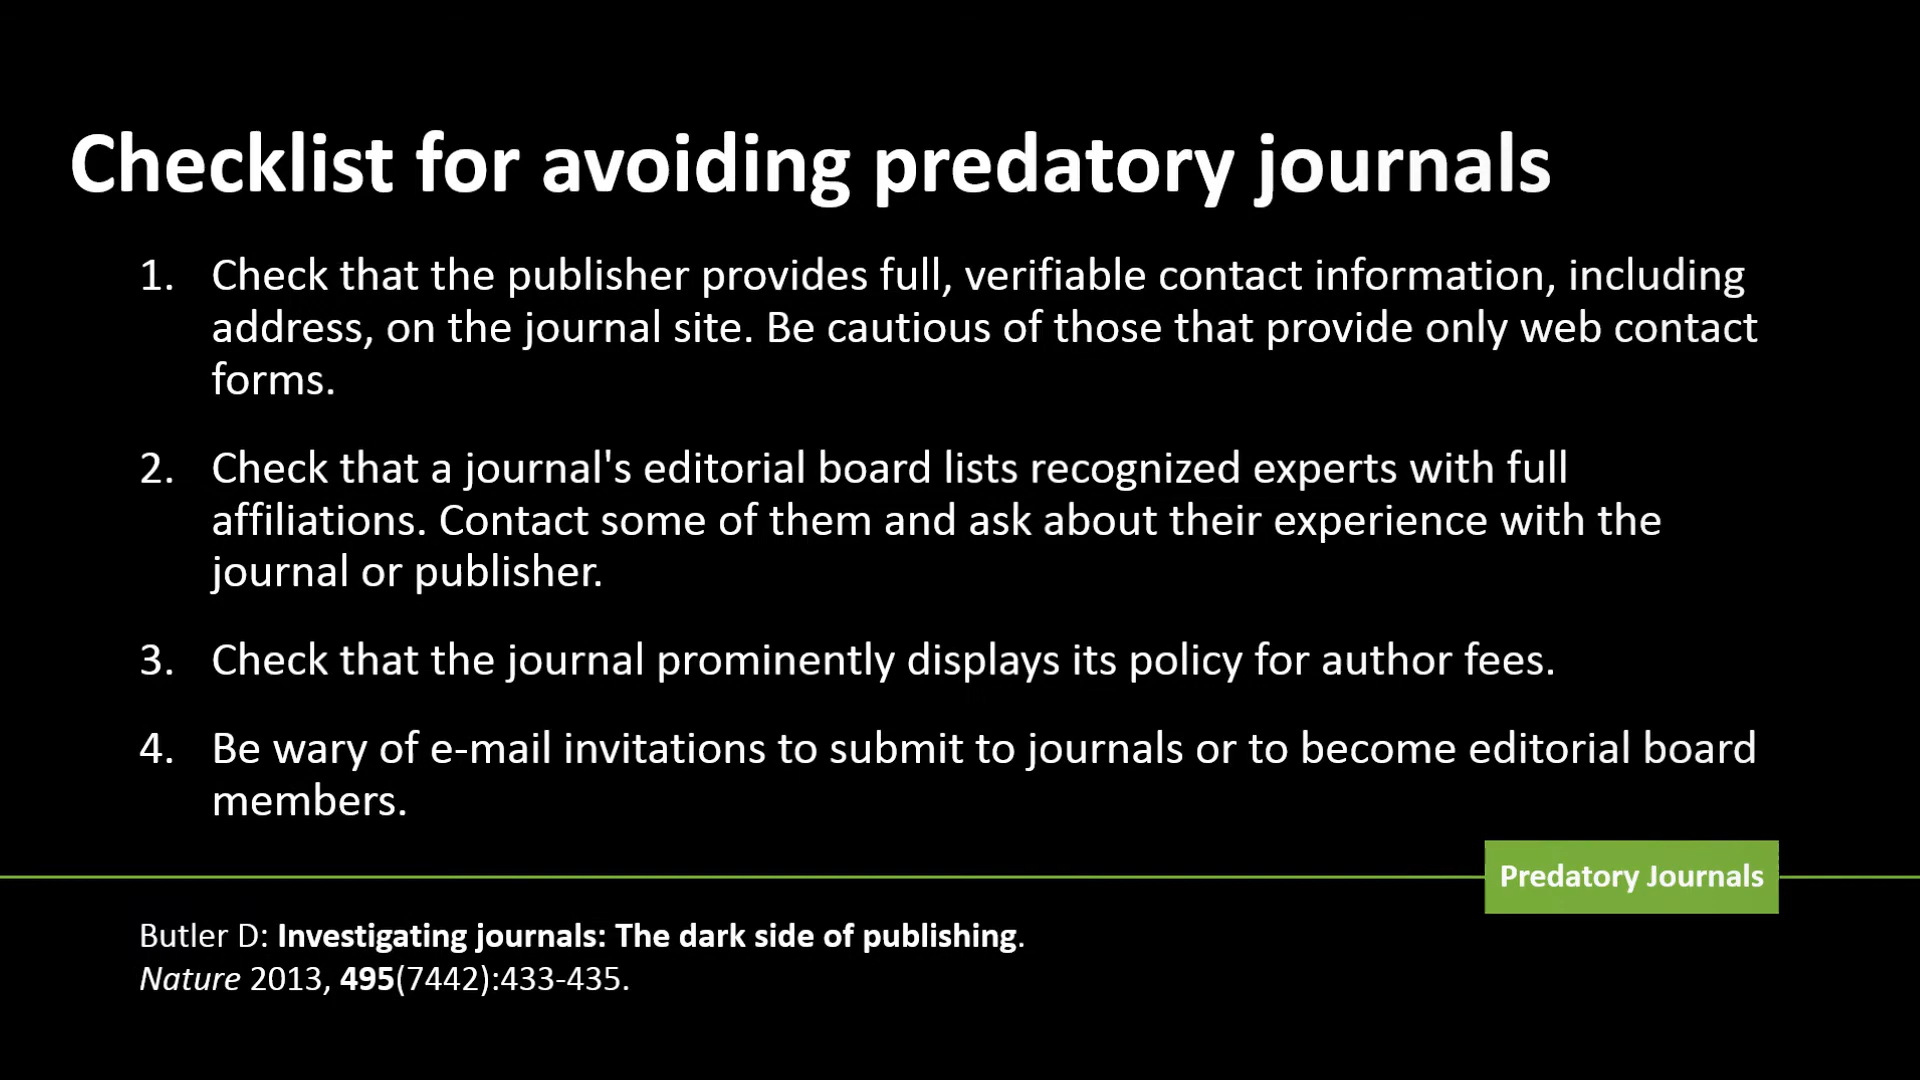 Checklist for avoiding predatory journals
1. Check that the publisher provides full, verifiable contact information, including
address, on the journal site. Be cautious of those that provide only web contact
forms.
2. Check that a journal's editorial board lists recognized experts with full
affiliations. Contact some of them and ask about their experience with the
journal or publisher.
3. Check that the journal prominently displays its policy for author fees.
4. Be wary of e-mail invitations to submit to journals or to become editorial board
members.
Predatory Journals
Butler D: Investigating journals: The dark side of publishing.
Nature 2013, 495(7442):433-435.